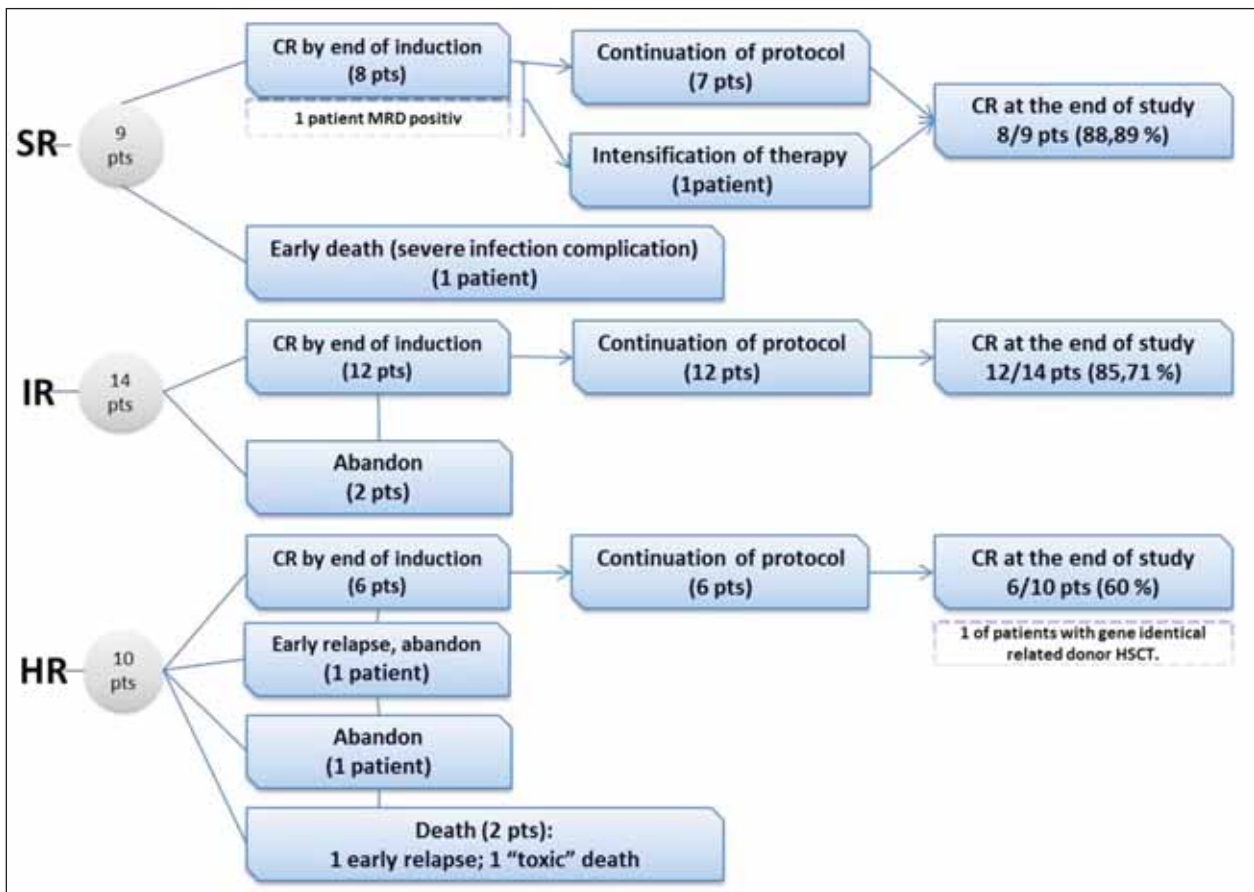 SR
9
pts
CR by end of induction
(8 pts)
1 patient MRD positiv
Continuation of protocol
(7 pts)
Intensification of therapy
(1patient)
CR at the end of study
8/9 pts (88,89 %)
Early death (severe infection complication)
(1 patient)
IR
14
pts
CR by end of induction
(12 pts)
Continuation of protocol
(12 pts)
CR at the end of study
12/14 pts (85,71 %)
Abandon
(2 pts)
HR
10
pts
CR by end of induction
(6 pts)
Continuation of protocol
(6 pts)
CR at the end of study
6/10 pts (60 %)
1 of patients with gene identical
related donor HSCT.
Early relapse, abandon
(1 patient)
Abandon
(1 patient)
Death (2 pts):
1 early relapse; 1 “toxic” death